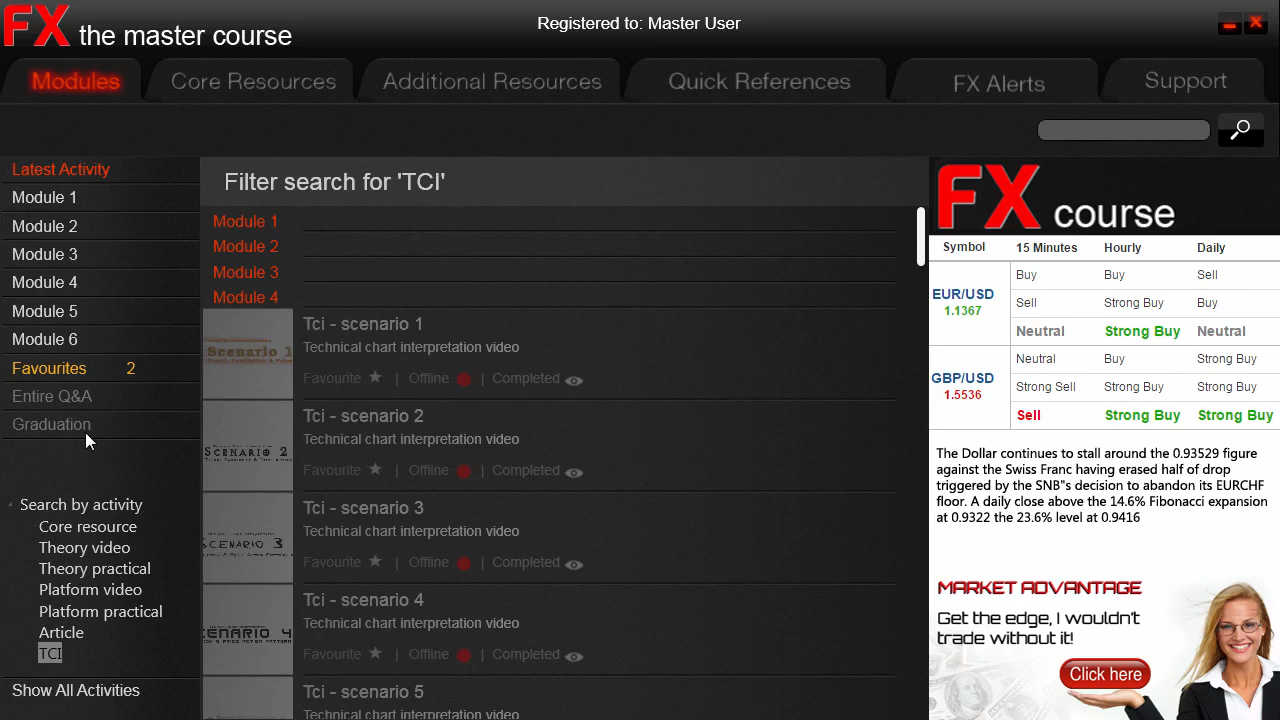 FX the master course
Registered to: Master User
Modules
Core Resources
Additional Resources
Quick References
FX Alerts
Support
Latest Activity
Module 1
Module 2
Module 3
Module 4
Module 5
Module 6
Favourites 2
Entire Q&A
Graduation
Search by activity
Core resource
Theory video
Theory practical
Platform video
Platform practical
Article
TCI
Show All Activities
Filter search for 'TCI'
Module 1
Module 2
Module 3
Module 4
Scenario 1
Tci - scenario 1
Technical chart interpretation video
Favourite | Offline | Completed
Scenario 2
Tci - scenario 2
Technical chart interpretation video
Favourite | Offline | Completed
Scenario 3
Tci - scenario 3
Technical chart interpretation video
Favourite | Offline | Completed
cenario 4
Tci - scenario 4
Technical chart interpretation video
Favourite | Offline | Completed
Tci - scenario 5
Technical chart interpretation video
FX course
Symbol 15 Minutes Hourly Daily
EUR/USD
1.1367
Buy Buy Sell
Sell Strong Buy Buy
Neutral Strong Buy Neutral
GBP/USD
1.5536
Neutral Buy Strong Buy
Strong Sell Strong Buy Strong Buy
Sell Strong Buy Strong Buy
The Dollar continues to stall around the 0.93529 figure
against the Swiss Franc having erased half of drop
triggered by the SNB"s decision to abandon its EURCHF
floor. A daily close above the 14.6% Fibonacci expansion
at 0.9322 the 23.6% level at 0.9416
MARKET ADVANTAGE
Get the edge, I wouldn't
trade without it!
Click here